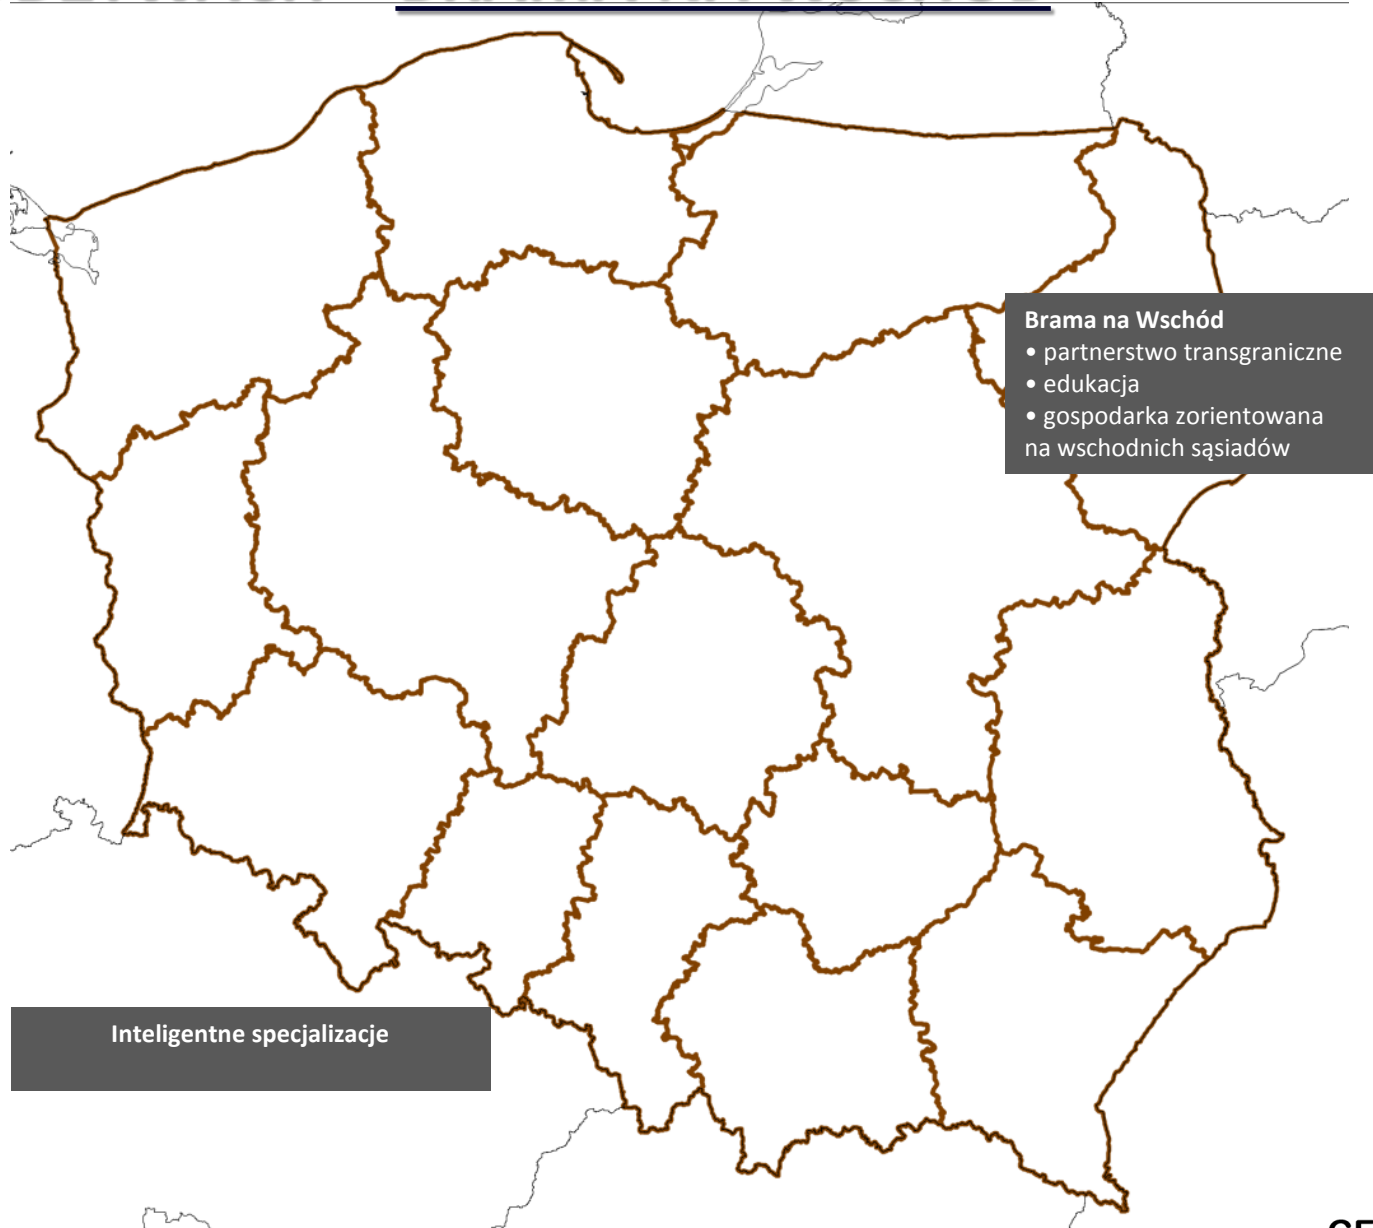 Brama na Wschód
• partnerstwo transgraniczne
• edukacja
• gospodarka zorientowana
na wschodnich sąsiadów
Inteligentne specjalizacje